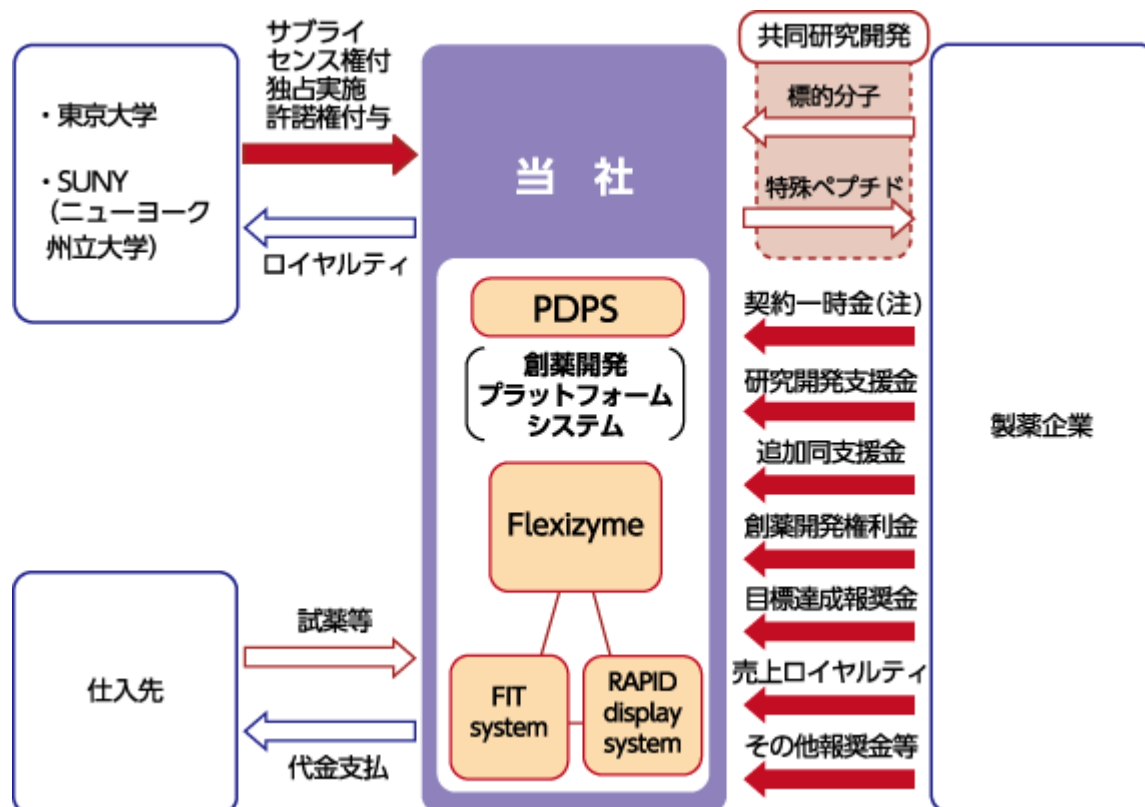 サブライ
センス権付
独占実施
許諾権付与
・東京大学
・SUNY
（ニューヨーク
州立大学）
ロイヤルティ
当 社
共同研究開発
標的分子
特殊ペプチド
PDPS
創薬開発
プラットフォーム
システム
Flexizyme
FIT
system
RAPID
display
system
契約一時金(注)
研究開発支援金
追加同支援金
創薬開発権利金
目標達成報奨金
売上ロイヤルティ
その他報奨金等
製薬企業
試薬等
仕入先
代金支払